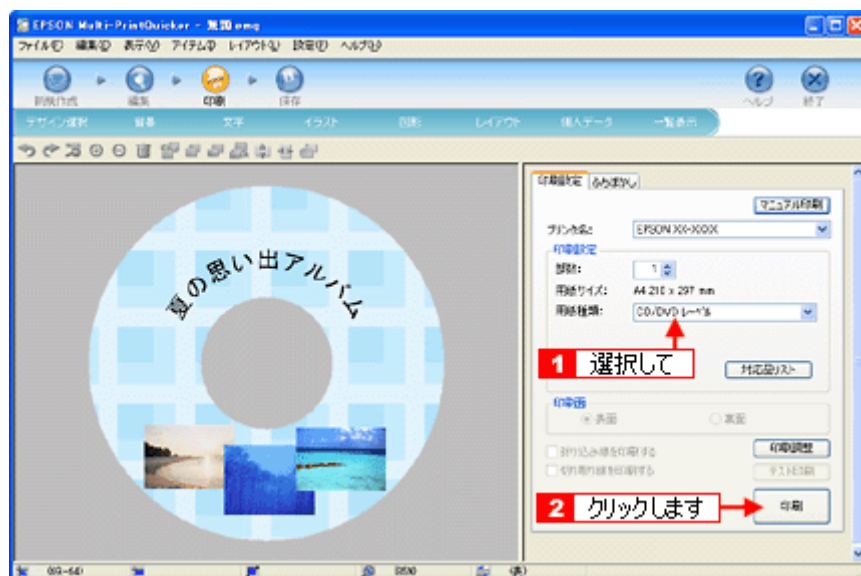 EPSON Multi-PrintQuicker - 無題.emq
ファイル(F) 編集(E) 表示(V) アイテム(I) レイアウト(L) 設定(O) ヘルプ(H)
新規作成 編集 印刷 保存 ヘルプ 終了
デザイン選択 背景 文字 イラスト 図形 レイアウト 個人データ 一覧表示
夏の思い出アルバム
印刷設定 ふちぼかし
マニュアル印刷
プリンタ名: EPSON XX-XXXX
印刷設定
部数: 1
用紙サイズ: A4 210 x 297 mm
用紙種類: CD/DVD レーベル
1 選択して
対応品リスト
印刷面
表面 裏面
折り込み線を印刷する 印刷調整
切り取り線を印刷する テスト印刷
2 クリックします 印刷